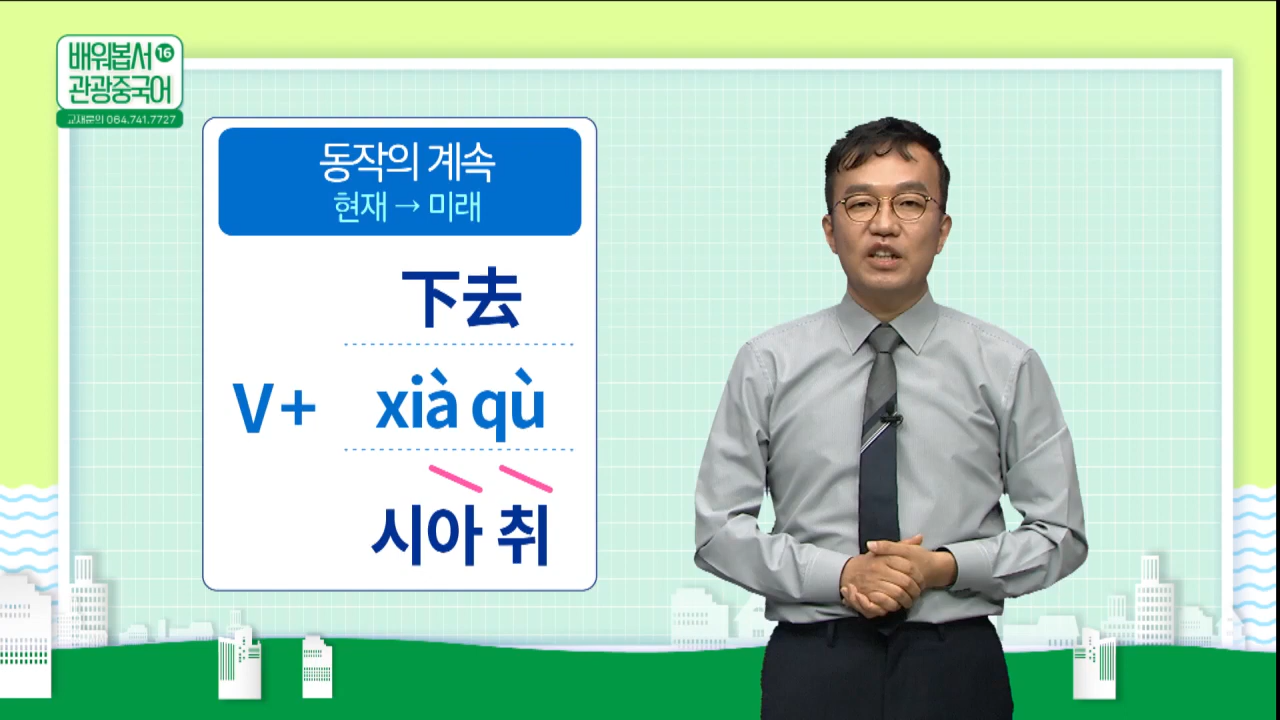 배워봅서 16
관광중국어
교재문의 064.741.7727
동작의 계속
현재 → 미래
下去
V+ xià qù
시아 취